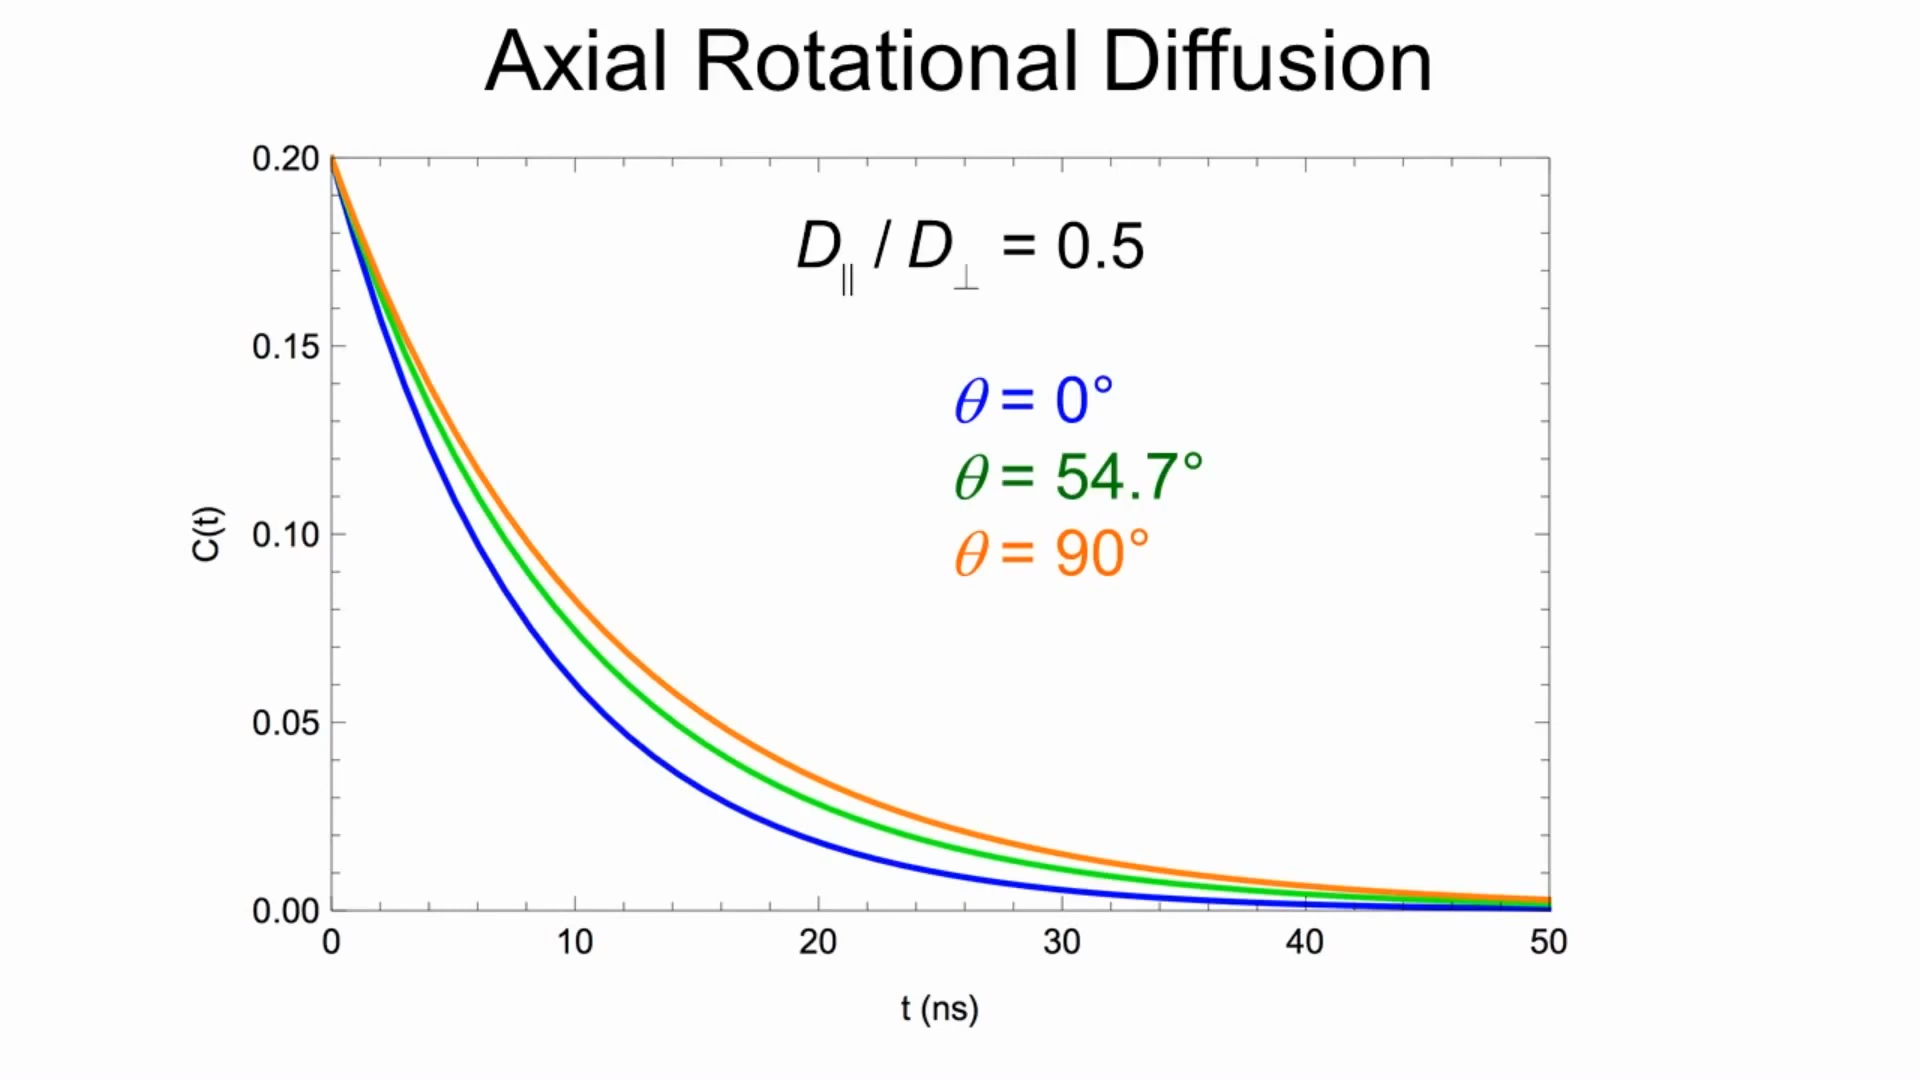 Axial Rotational Diffusion
0.20
D∥ / D⊥ = 0.5
0.15
θ = 0°
θ = 54.7°
C(t)
0.10
θ = 90°
0.05
0.00
0 10 20 30 40 50
t (ns)